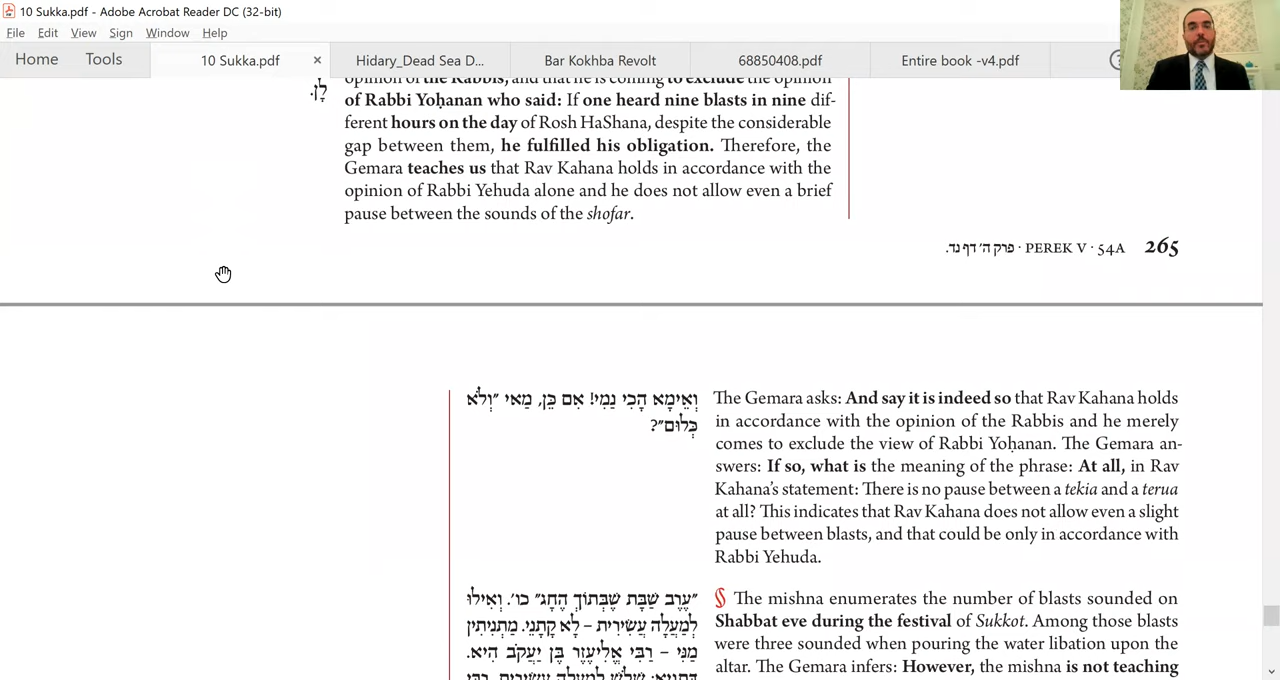 10 Sukka.pdf - Adobe Acrobat Reader DC (32-bit)
File Edit View Sign Window Help
Home Tools 10 Sukka.pdf × Hidary_Dead Sea D... Bar Kokhba Revolt 68850408.pdf Entire book -v4.pdf
opinion of the Rabbis, and that he is coming to exclude the opinion
לָן.
of Rabbi Yoḥanan who said: If one heard nine blasts in nine dif-
ferent hours on the day of Rosh HaShana, despite the considerable
gap between them, he fulfilled his obligation. Therefore, the
Gemara teaches us that Rav Kahana holds in accordance with the
opinion of Rabbi Yehuda alone and he does not allow even a brief
pause between the sounds of the shofar.
פרק ה׳ דף נד. · PEREK V · 54A 265
וְאֵימָא הָכִי נַמִי! אִם כֵּן, מַאי ״וְלֹא
כְּלוּם״?
The Gemara asks: And say it is indeed so that Rav Kahana holds
in accordance with the opinion of the Rabbis and he merely
comes to exclude the view of Rabbi Yoḥanan. The Gemara an-
swers: If so, what is the meaning of the phrase: At all, in Rav
Kahana's statement: There is no pause between a tekia and a terua
at all? This indicates that Rav Kahana does not allow even a slight
pause between blasts, and that could be only in accordance with
Rabbi Yehuda.
״עֶרֶב שַׁבָּת שֶׁבְּתוֹךְ הֶחָג״ כו׳. וְאִילּוּ
לְמַעְלָה עֲשִׂירִית – לָא קָתָנֵי. מַתְנִיתִין
מַנִּי – רַבִּי אֱלִיעֶזֶר בֶּן יַעֲקֹב הִיא.
דְּתַנְיָא: שָׁלֹשׁ לְמַעְלָה עֲשִׂירִית. רַבִּי
§ The mishna enumerates the number of blasts sounded on
Shabbat eve during the festival of Sukkot. Among those blasts
were three sounded when pouring the water libation upon the
altar. The Gemara infers: However, the mishna is not teaching